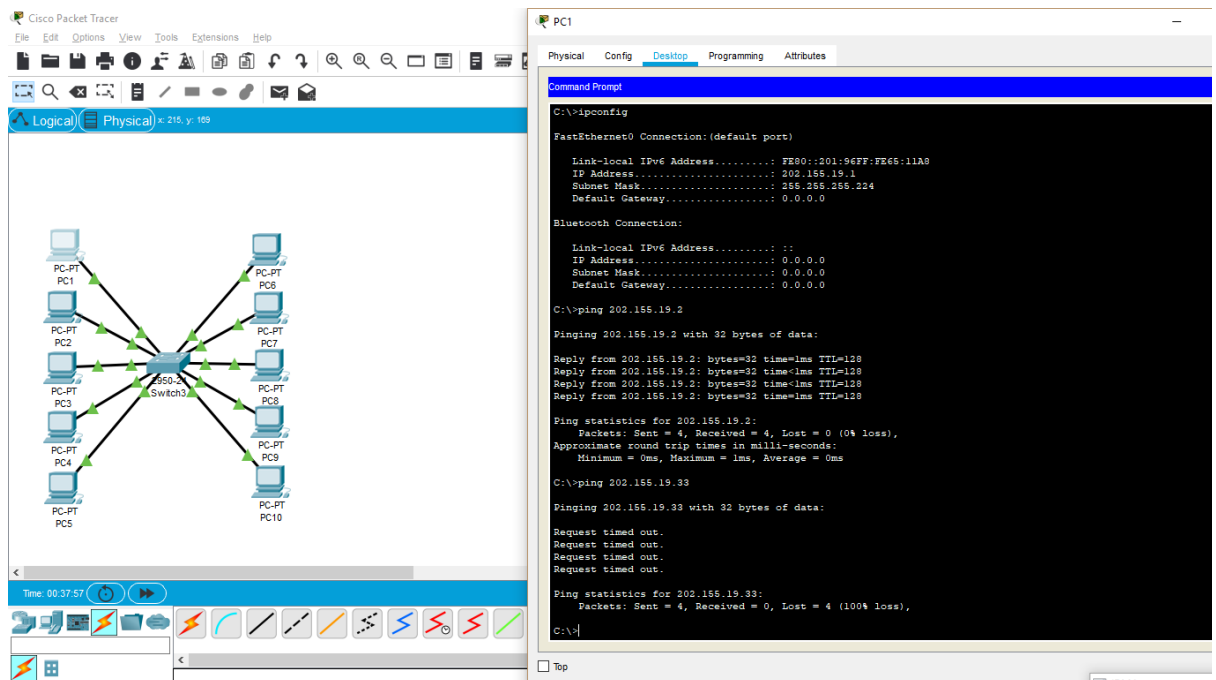 Cisco Packet Tracer
File Edit Options View Tools Extensions Help
Logical Physical x: 215, y: 169
PC-PT
PC1
PC-PT
PC6
PC-PT
PC2
PC-PT
PC7
2950-24
Switch3
PC-PT
PC3
PC-PT
PC8
PC-PT
PC4
PC-PT
PC9
PC-PT
PC5
PC-PT
PC10
Time: 00:37:57
PC1
Physical Config Desktop Programming Attributes
Command Prompt
C:\>ipconfig
FastEthernet0 Connection:(default port)
Link-local IPv6 Address.........: FE80::201:96FF:FE65:11A8
IP Address......................: 202.155.19.1
Subnet Mask.....................: 255.255.255.224
Default Gateway.................: 0.0.0.0
Bluetooth Connection:
Link-local IPv6 Address.........: ::
IP Address......................: 0.0.0.0
Subnet Mask.....................: 0.0.0.0
Default Gateway.................: 0.0.0.0
C:\>ping 202.155.19.2
Pinging 202.155.19.2 with 32 bytes of data:
Reply from 202.155.19.2: bytes=32 time=1ms TTL=128
Reply from 202.155.19.2: bytes=32 time<1ms TTL=128
Reply from 202.155.19.2: bytes=32 time<1ms TTL=128
Reply from 202.155.19.2: bytes=32 time=1ms TTL=128
Ping statistics for 202.155.19.2:
Packets: Sent = 4, Received = 4, Lost = 0 (0% loss),
Approximate round trip times in milli-seconds:
Minimum = 0ms, Maximum = 1ms, Average = 0ms
C:\>ping 202.155.19.33
Pinging 202.155.19.33 with 32 bytes of data:
Request timed out.
Request timed out.
Request timed out.
Request timed out.
Ping statistics for 202.155.19.33:
Packets: Sent = 4, Received = 0, Lost = 4 (100% loss),
C:\>
Top